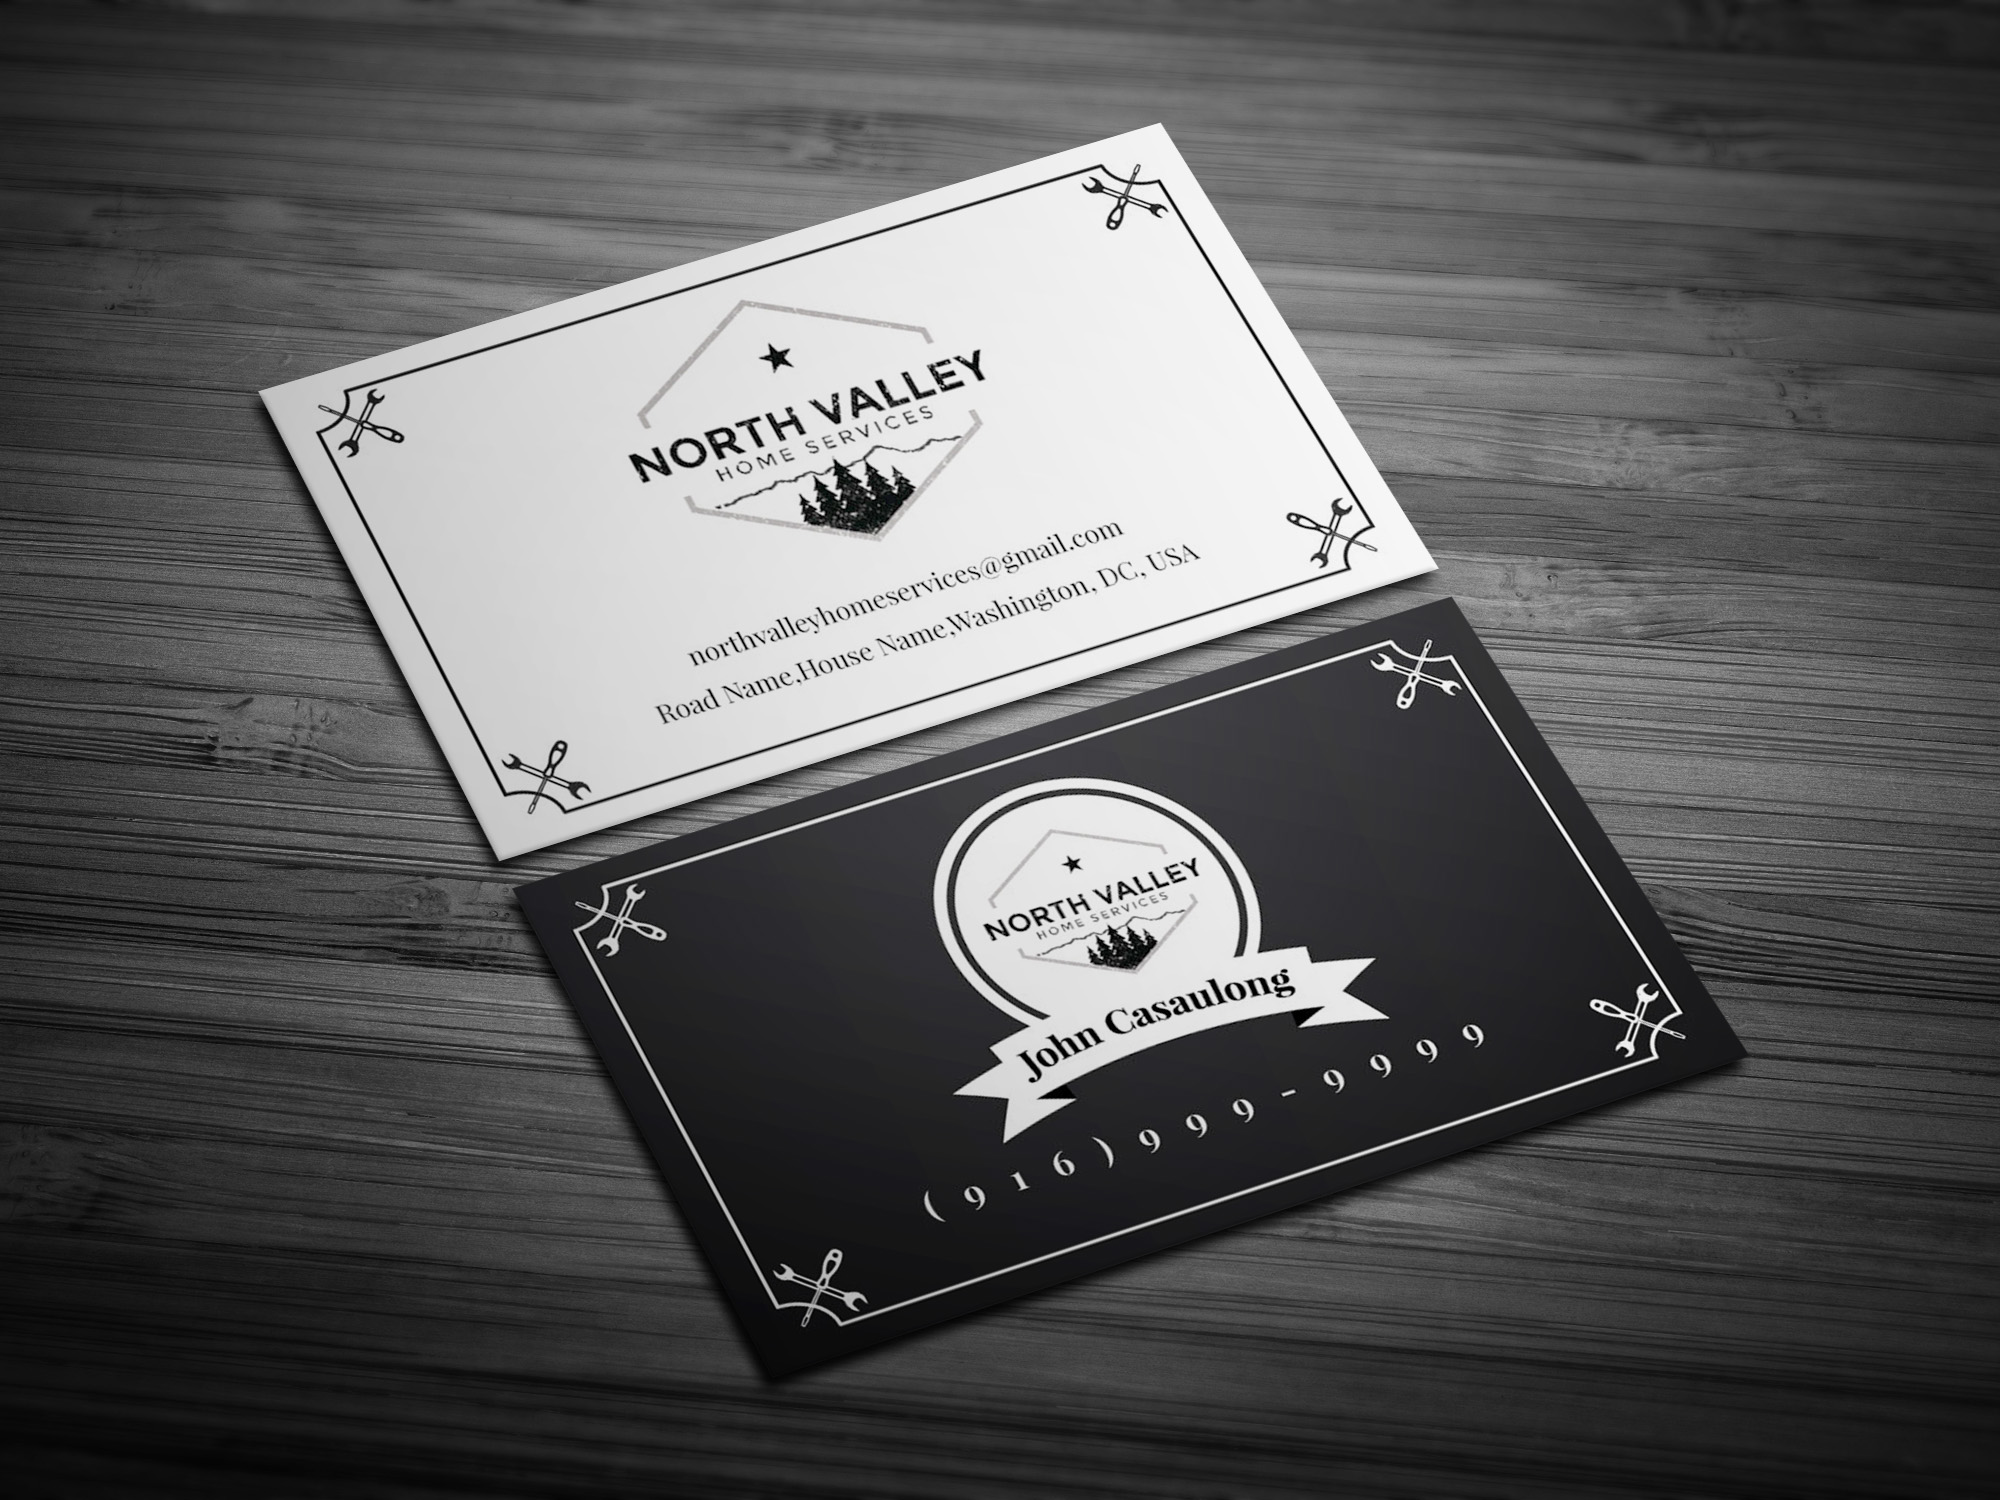 NORTH VALLEY
HOME SERVICES
northvalleyhomeservices@gmail.com
Road Name,House Name,Washington, DC, USA
NORTH VALLEY
HOME SERVICES
John Casaulong
(916)999-9999